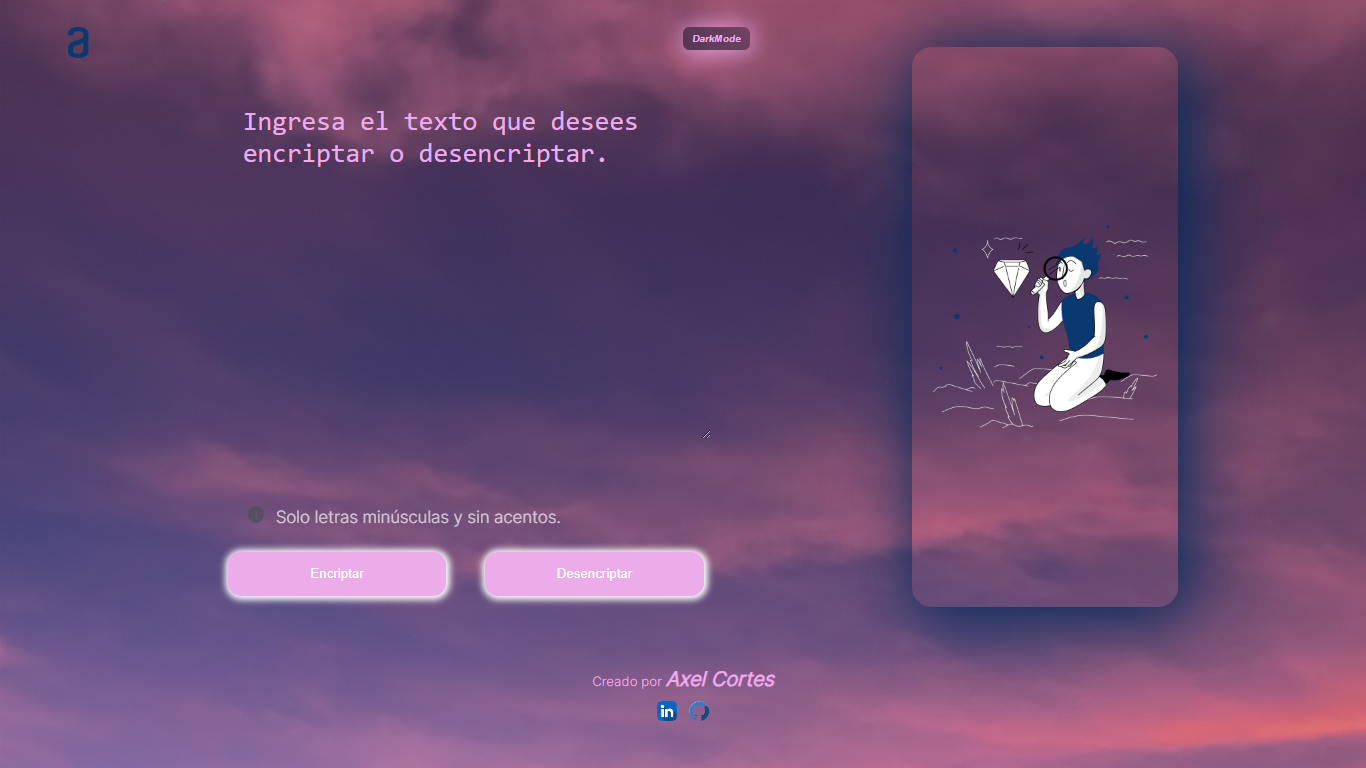 a
DarkMode
Ingresa el texto que desees
encriptar o desencriptar.
Solo letras minúsculas y sin acentos.
Encriptar
Desencriptar
Creado por Axel Cortes
in